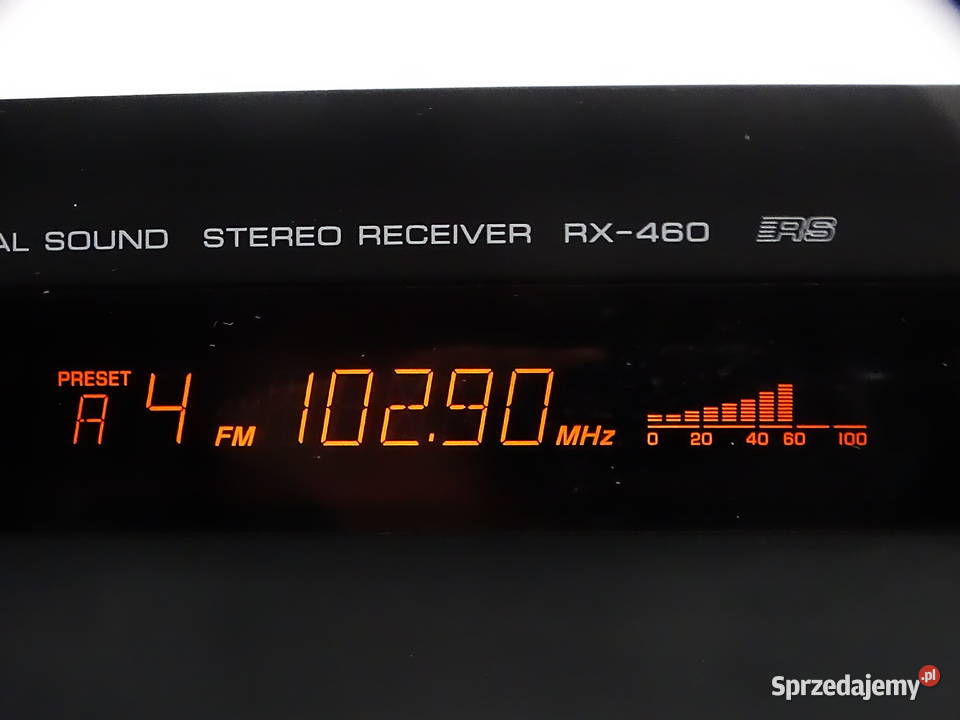 AL SOUND STEREO RECEIVER RX-460 RS
PRESET
A 4 FM 102.90 MHz
0 20 40 60 100
Sprzedajemy.pl